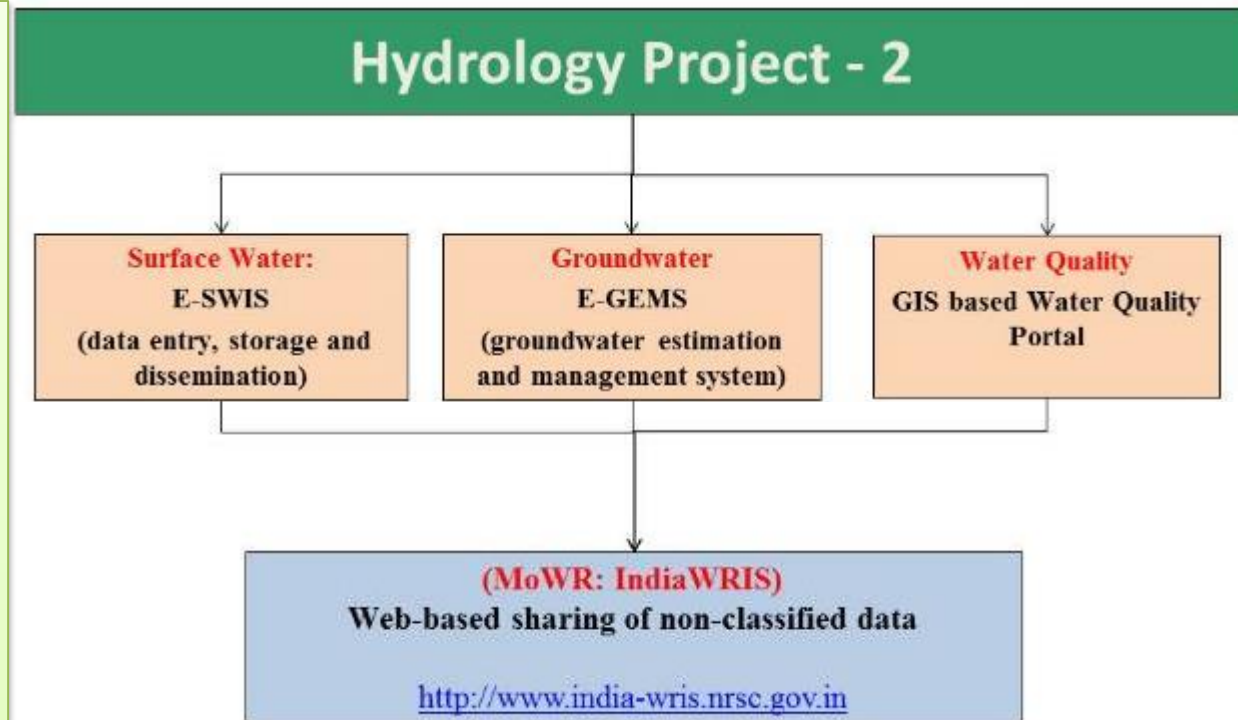 Hydrology Project - 2
Surface Water:
E-SWIS
(data entry, storage and
dissemination)
Groundwater
E-GEMS
(groundwater estimation
and management system)
Water Quality
GIS based Water Quality
Portal
(MoWR: IndiaWRIS)
Web-based sharing of non-classified data
http://www.india-wris.nrsc.gov.in